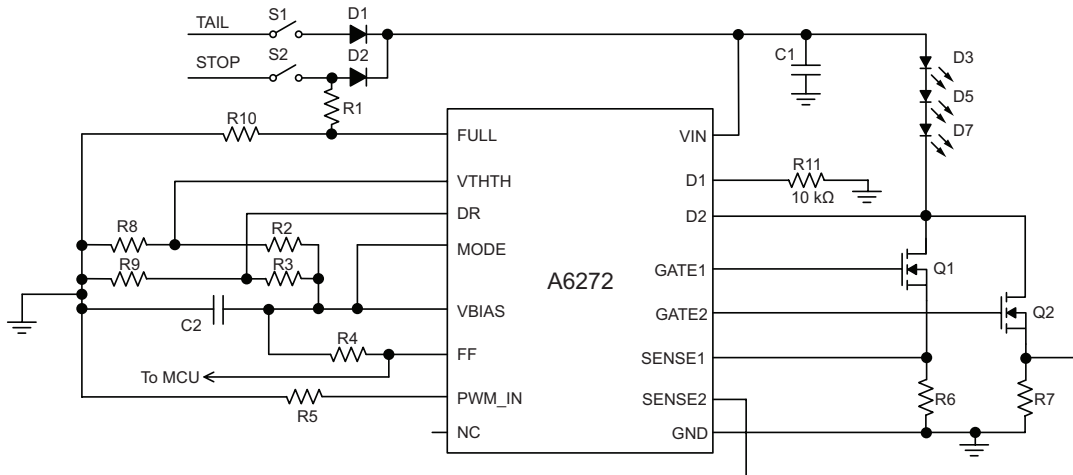 TAIL
S1
D1
STOP
S2
D2
C1
D3
D5
D7
R1
R10
FULL
VTHTH
DR
MODE
VBIAS
FF
PWM_IN
NC
A6272
VIN
D1
D2
GATE1
GATE2
SENSE1
SENSE2
GND
R11
10 kΩ
R8
R2
R9
R3
C2
R4
To MCU
R5
Q1
Q2
R6
R7